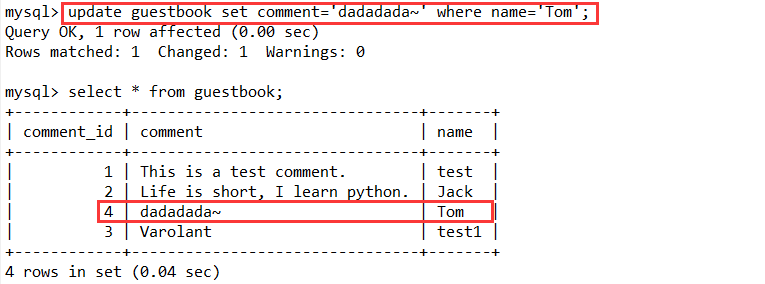 mysql> update guestbook set comment='dadadada~' where name='Tom';
Query OK, 1 row affected (0.00 sec)
Rows matched: 1  Changed: 1  Warnings: 0
mysql> select * from guestbook;
+------------+------------------------------+-------+
| comment_id | comment                      | name  |
+------------+------------------------------+-------+
|          1 | This is a test comment.      | test  |
|          2 | Life is short, I learn python. | Jack  |
|          4 | dadadada~                    | Tom   |
|          3 | Varolant                     | test1 |
+------------+------------------------------+-------+
4 rows in set (0.04 sec)